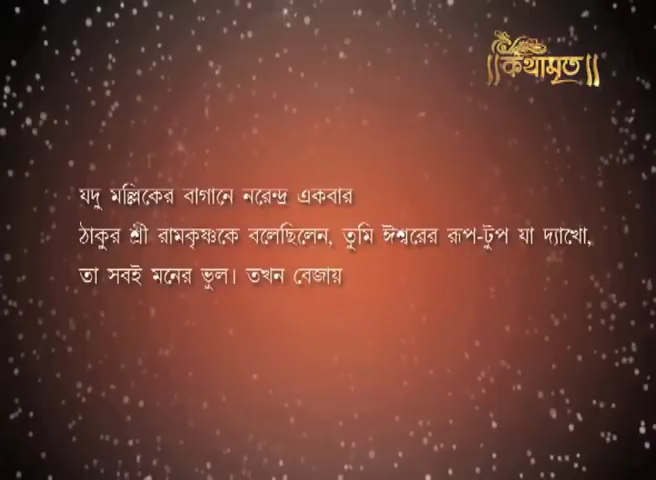 ||কথামৃত||
যদু মল্লিকের বাগানে নরেন্দ্র একবার
ঠাকুর শ্রী রামকৃষ্ণকে বলেছিলেন, তুমি ঈশ্বরের রূপ-টুপ যা দ্যাখো,
তা সবই মনের ভুল। তখন বেজায়